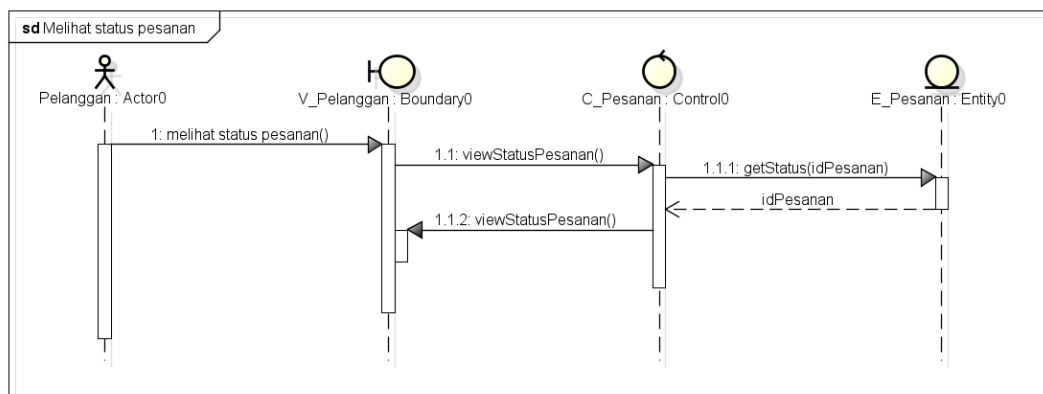 sd Melihat status pesanan
Pelanggan : Actor0
V_Pelanggan : Boundary0
C_Pesanan : Control0
E_Pesanan : Entity0
1: melihat status pesanan()
1.1: viewStatusPesanan()
1.1.1: getStatus(idPesanan)
idPesanan
1.1.2: viewStatusPesanan()